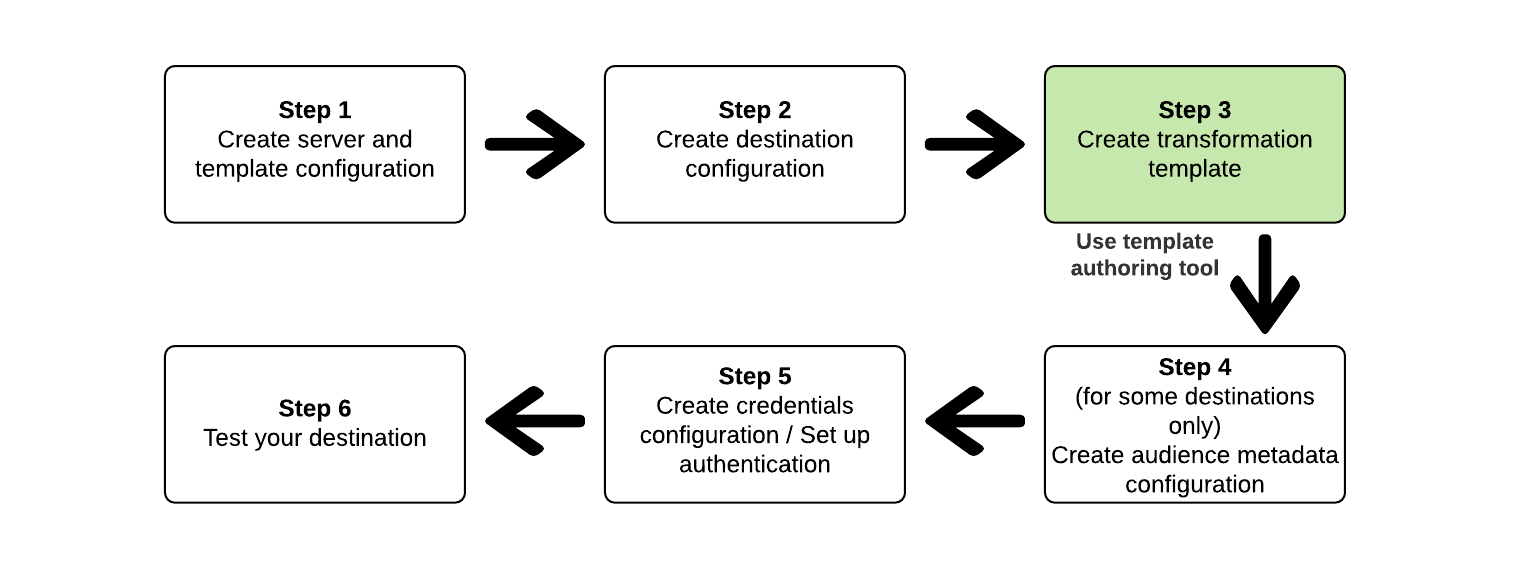 Step 1
Create server and
template configuration
Step 2
Create destination
configuration
Step 3
Create transformation
template
Use template
authoring tool
Step 4
(for some destinations
only)
Create audience metadata
configuration
Step 5
Create credentials
configuration / Set up
authentication
Step 6
Test your destination